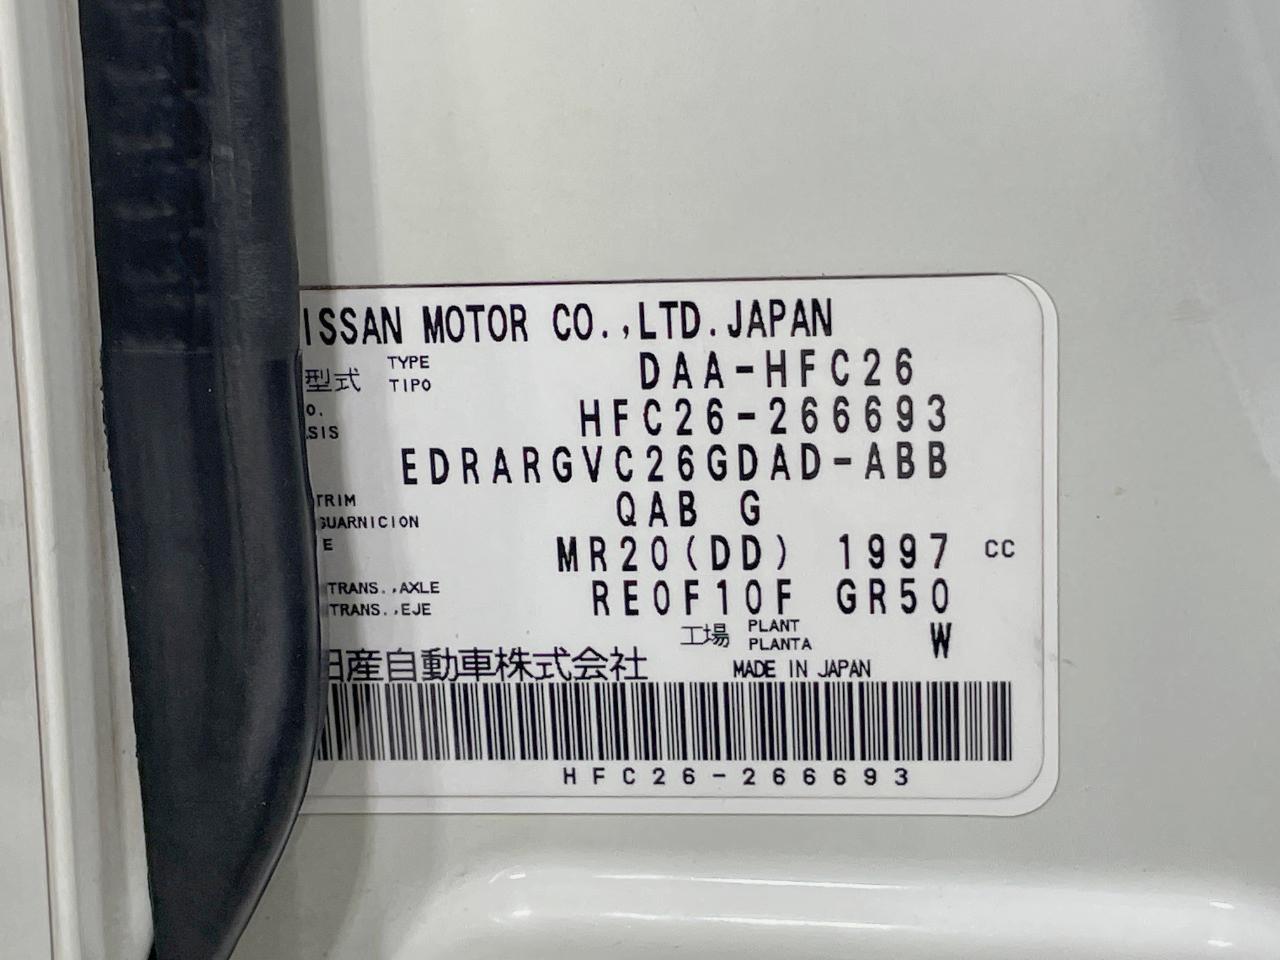 ISSAN MOTOR CO.,LTD.JAPAN
型式 TYPE TIPO DAA-HFC26
O. SIS HFC26-266693
EDRARGVC26GDAD-ABB
TRIM GUARNICION QAB G
E MR20(DD) 1997 CC
TRANS.,AXLE TRANS.,EJE RE0F10F GR50
工場 PLANT PLANTA W
日産自動車株式会社 MADE IN JAPAN
HFC26-266693